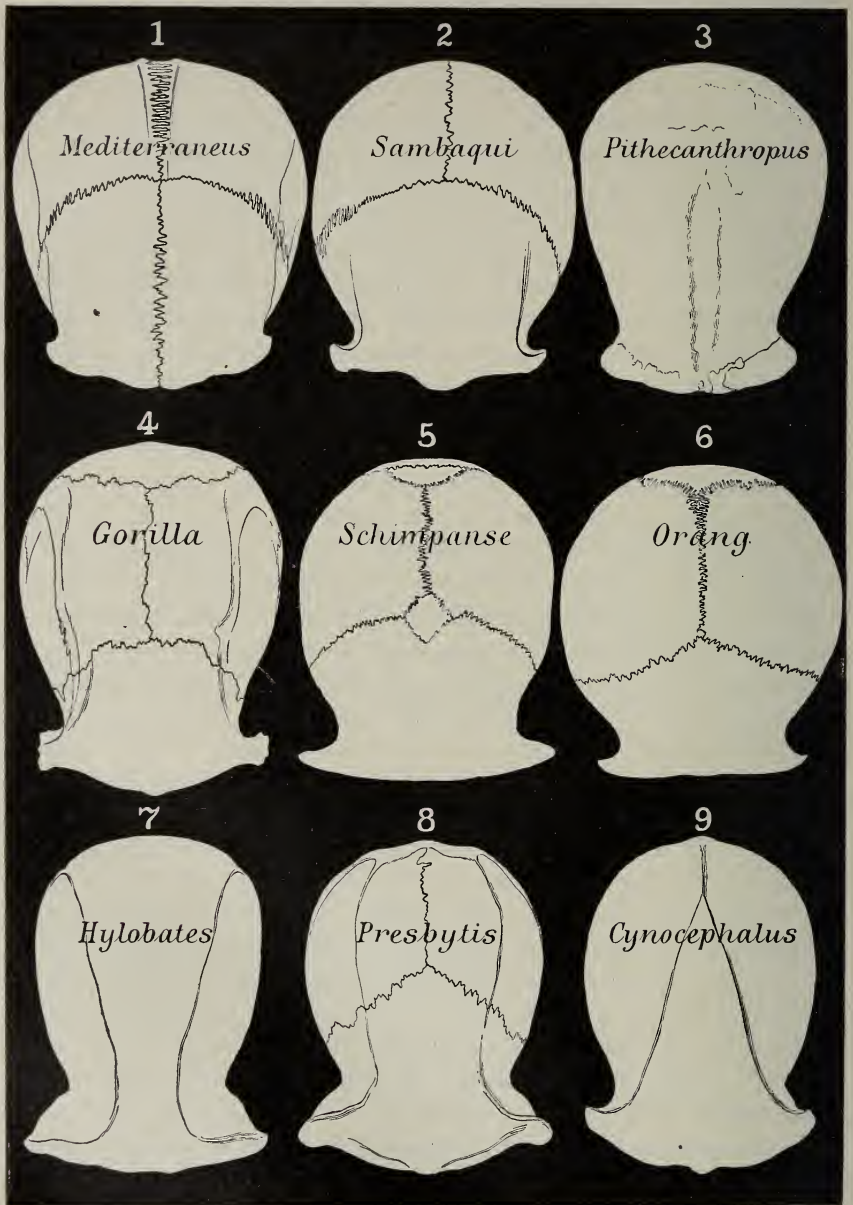 1
2
3
Mediterraneus
Sambaqui
Pithecanthropus
4
5
6
Gorilla
Schimpanse
Orang.
7
8
9
Hylobates
Presbytis
Cynocephalus